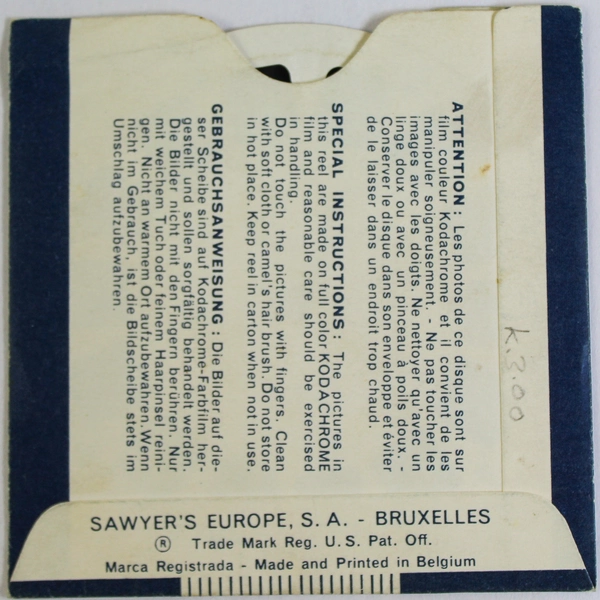 ATTENTION : Les photos de ce disque sont sur
film couleur Kodachrome et il convient de les
manipuler soigneusement. - Ne pas toucher les
images avec les doigts. Ne nettoyer qu'avec un
linge doux ou avec un pinceau à poils doux. -
Conserver le disque dans son enveloppe et éviter
de le laisser dans un endroit trop chaud.
SPECIAL INSTRUCTIONS : The pictures in
this reel are made on full color KODACHROME
film and reasonable care should be exercised
in handling.
Do not touch the pictures with fingers. Clean
with soft cloth or camel's hair brush. Do not store
in hot place. Keep reel in carton when not in use.
GEBRAUCHSANWEISUNG : Die Bilder auf die-
ser Scheibe sind auf Kodachrome-Farbfilm her-
gestellt und sollen sorgfältig behandelt werden.
Die Bilder nicht mit den Fingern berühren. Nur
mit weichem Tuch oder feinem Haarpinsel reini-
gen. Nicht an warmem Ort aufzubewahren. Wenn
nicht im Gebrauch, ist die Bildscheibe stets im
Umschlag aufzubewahren.
K.3.00
SAWYER'S EUROPE, S. A. - BRUXELLES
® Trade Mark Reg. U. S. Pat. Off.
Marca Registrada - Made and Printed in Belgium